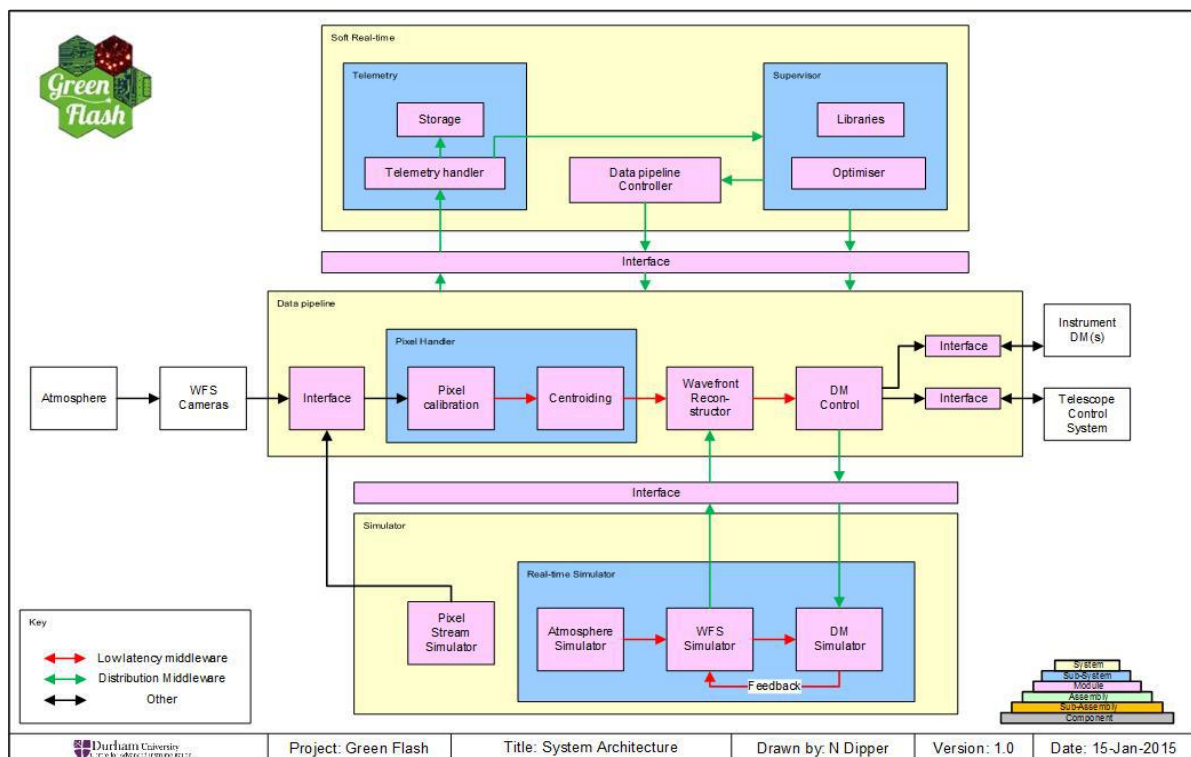 Green
Flash
Soft Real-time
Telemetry
Storage
Telemetry handler
Data pipeline
Controller
Supervisor
Libraries
Optimiser
Interface
Data pipeline
Atmosphere
WFS
Cameras
Interface
Pixel Handler
Pixel
calibration
Centroiding
Wavefront
Recon-
structor
DM
Control
Interface
Interface
Instrument
DM(s)
Telescope
Control
System
Interface
Simulator
Pixel
Stream
Simulator
Real-time Simulator
Atmosphere
Simulator
WFS
Simulator
DM
Simulator
Feedback
Key
Low latency middleware
Distribution Middleware
Other
System
Sub-System
Module
Assembly
Sub-Assembly
Component
Durham University
Project: Green Flash
Title: System Architecture
Drawn by: N Dipper
Version: 1.0
Date: 15-Jan-2015